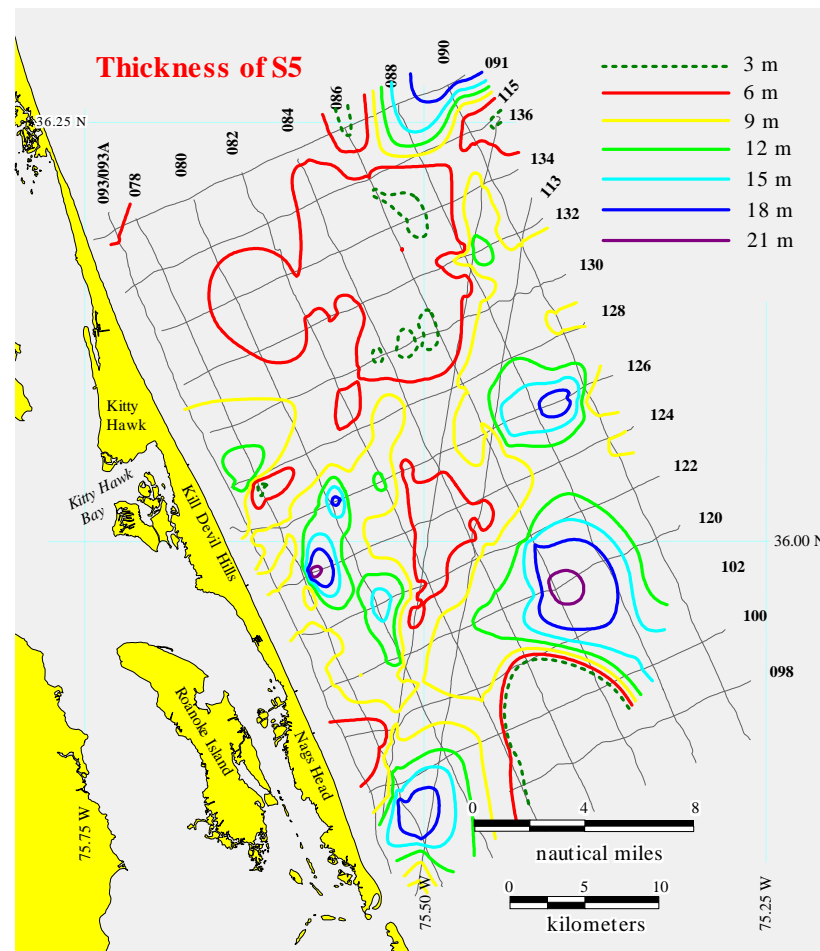 Thickness of S5
090
091
088
086
115
136
084
082
134
080
113
093/093A
078
132
130
128
126
124
122
120
102
100
098
3 m
6 m
9 m
12 m
15 m
18 m
21 m
36.25 N
36.00 N
75.75 W
75.50 W
75.25 W
Kitty
Hawk
Kitty Hawk
Bay
Kill Devil Hills
Roanoke Island
Nags Head
0 4 8
nautical miles
0 5 10
kilometers